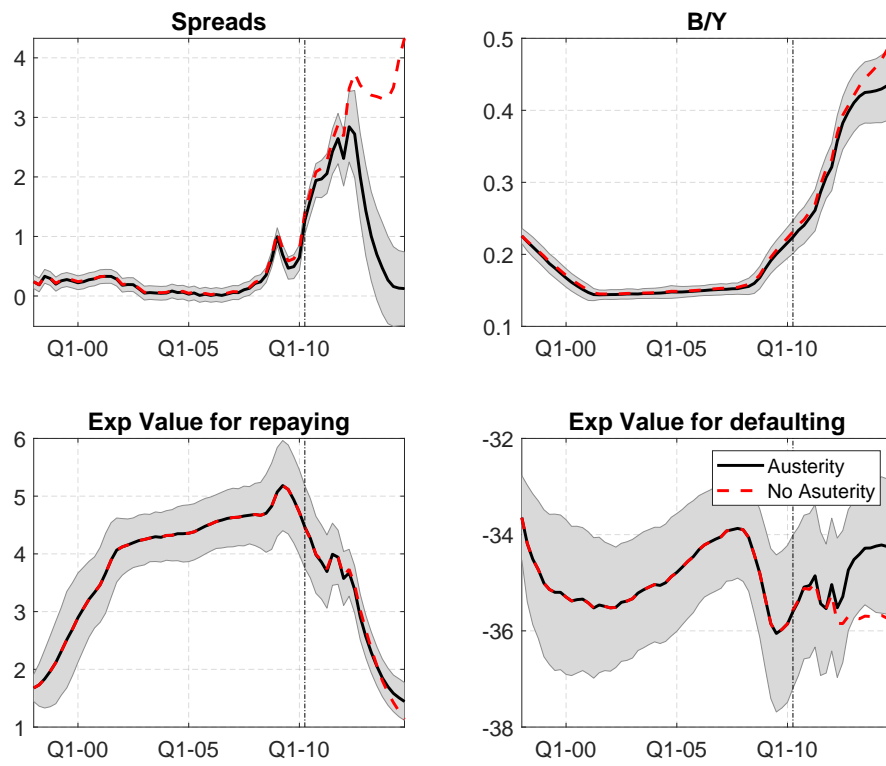 Spreads
4
3
2
1
0
Q1-00 Q1-05 Q1-10
B/Y
0.5
0.4
0.3
0.2
0.1
Q1-00 Q1-05 Q1-10
Exp Value for repaying
6
5
4
3
2
1
Q1-00 Q1-05 Q1-10
Exp Value for defaulting
-32
-34
-36
-38
Q1-00 Q1-05 Q1-10
Austerity
No Asuterity